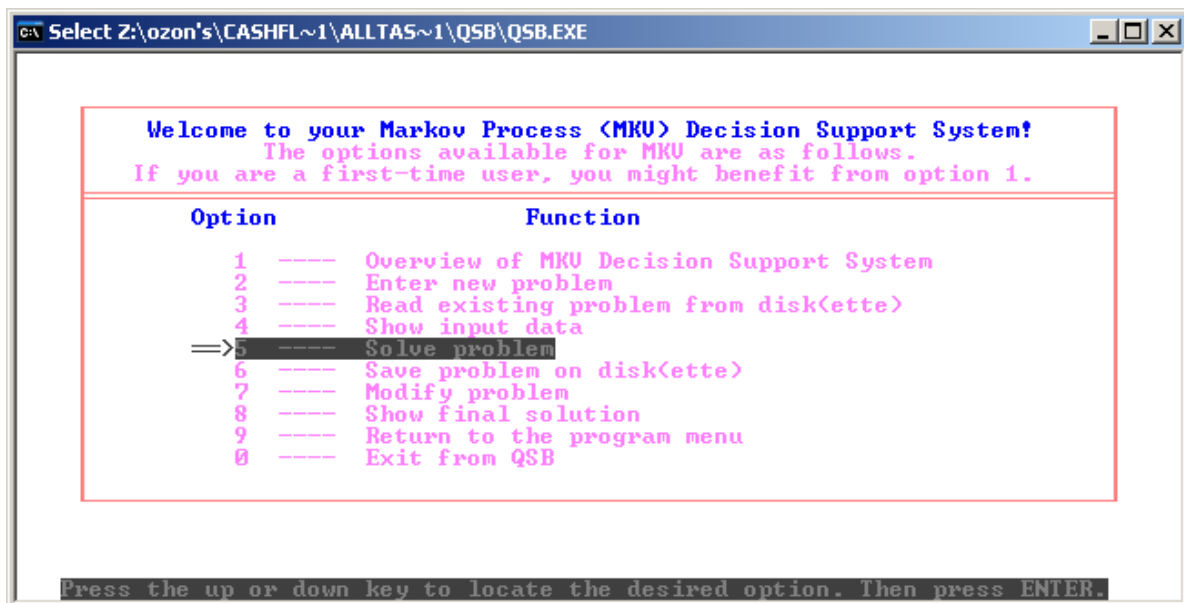 Select Z:\ozon's\CASHFL~1\ALLTAS~1\QSB\QSB.EXE
Welcome to your Markov Process (MKV) Decision Support System!
The options available for MKV are as follows.
If you are a first-time user, you might benefit from option 1.
Option Function
1 ---- Overview of MKV Decision Support System
2 ---- Enter new problem
3 ---- Read existing problem from disk(ette)
4 ---- Show input data
==>5 ---- Solve problem
6 ---- Save problem on disk(ette)
7 ---- Modify problem
8 ---- Show final solution
9 ---- Return to the program menu
0 ---- Exit from QSB
Press the up or down key to locate the desired option. Then press ENTER.